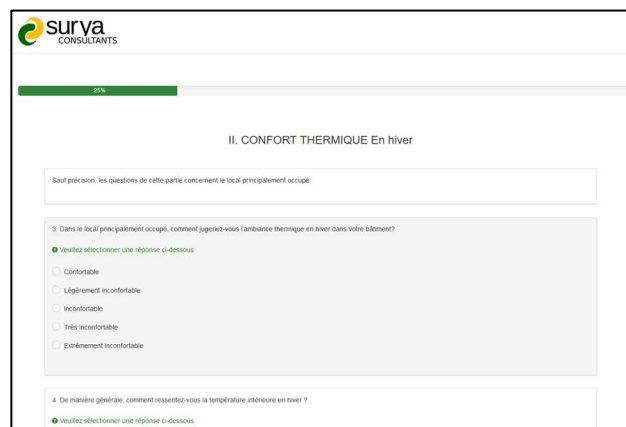 surya
CONSULTANTS
25%
II. CONFORT THERMIQUE En hiver
Sauf précision, les questions de cette partie concernent le local principalement occupé.
3. Dans le local principalement occupé, comment jugeriez-vous l'ambiance thermique en hiver dans votre bâtiment?
Veuillez sélectionner une réponse ci-dessous
Confortable
Légèrement inconfortable
Inconfortable
Très inconfortable
Extrêmement inconfortable
4. De manière générale, comment ressentez-vous la température intérieure en hiver ?
Veuillez sélectionner une réponse ci-dessous